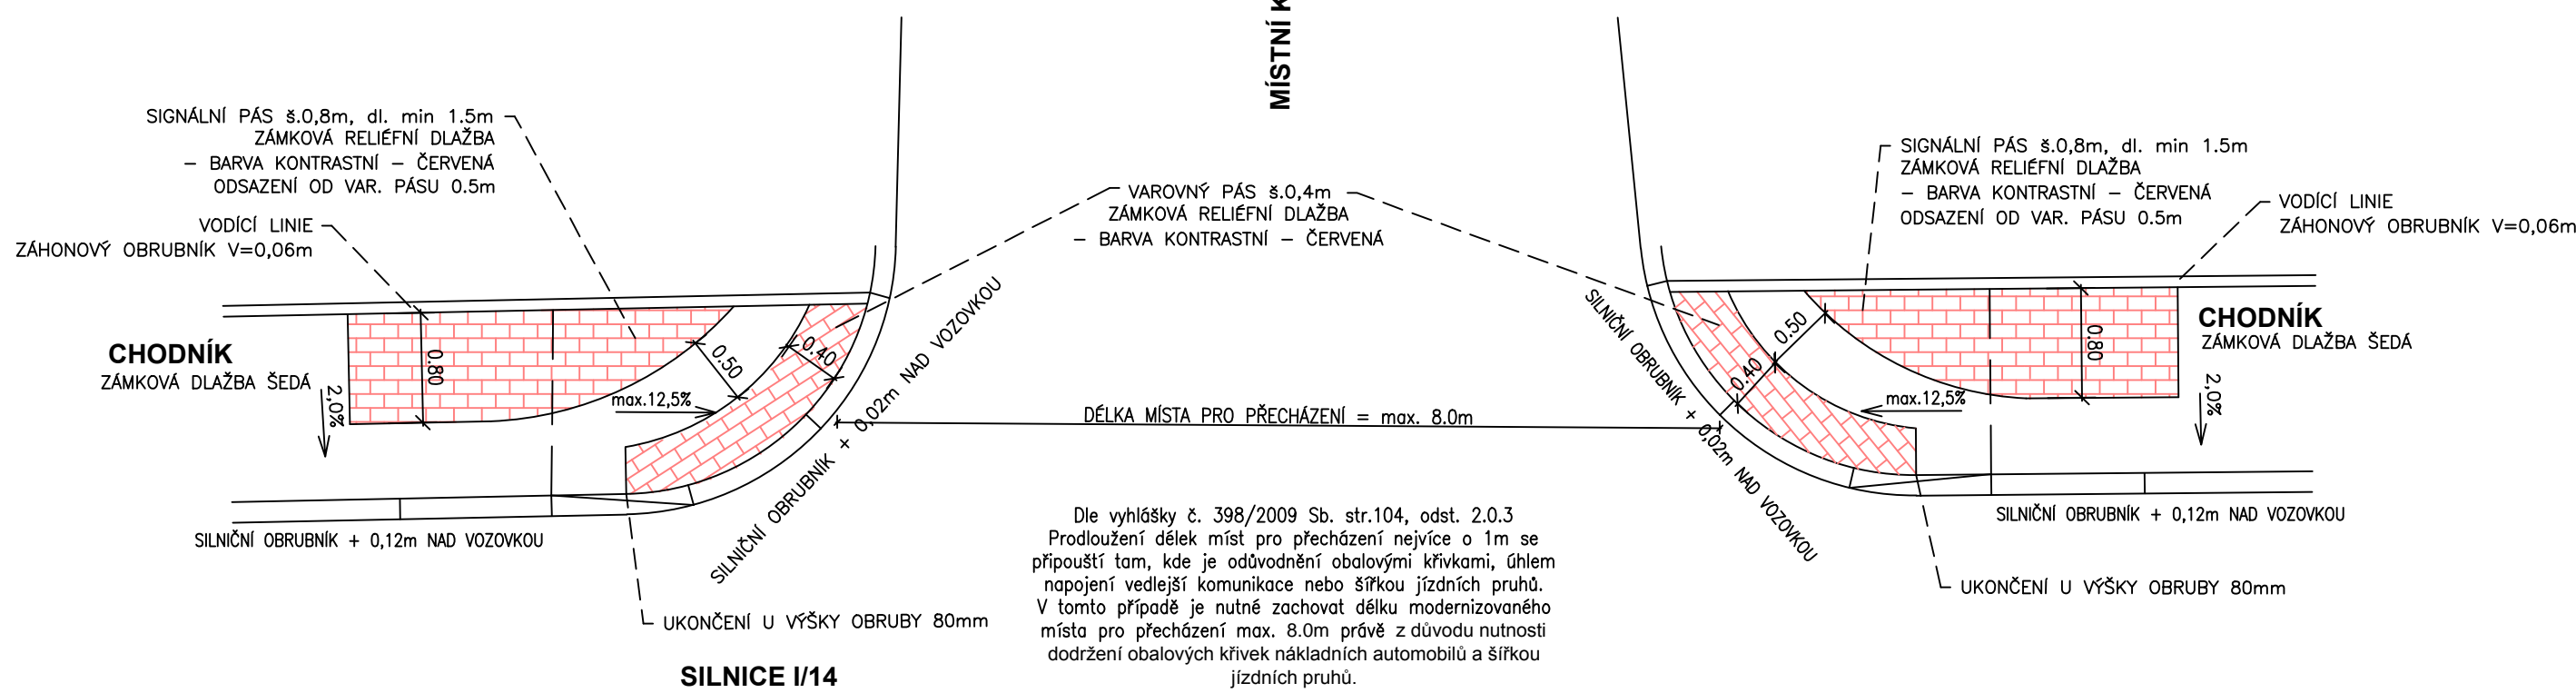 MÍSTNÍ K
SIGNÁLNÍ PÁS š.0,8m, dl. min 1.5m
ZÁMKOVÁ RELIÉFNÍ DLAŽBA
– BARVA KONTRASTNÍ – ČERVENÁ
ODSAZENÍ OD VAR. PÁSU 0.5m
VODÍCÍ LINIE
ZÁHONOVÝ OBRUBNÍK V=0,06m
VAROVNÝ PÁS š.0,4m
ZÁMKOVÁ RELIÉFNÍ DLAŽBA
– BARVA KONTRASTNÍ – ČERVENÁ
SIGNÁLNÍ PÁS š.0,8m, dl. min 1.5m
ZÁMKOVÁ RELIÉFNÍ DLAŽBA
– BARVA KONTRASTNÍ – ČERVENÁ
ODSAZENÍ OD VAR. PÁSU 0.5m
VODÍCÍ LINIE
ZÁHONOVÝ OBRUBNÍK V=0,06m
CHODNÍK
ZÁMKOVÁ DLAŽBA ŠEDÁ
2,0%
0.80
0.50
0.40
max.12,5%
SILNIČNÍ OBRUBNÍK + 0,02m NAD VOZOVKOU
DÉLKA MÍSTA PRO PŘECHÁZENÍ = max. 8.0m
SILNIČNÍ OBRUBNÍK + 0,02m NAD VOZOVKOU
0.40
0.50
max.12,5%
0.80
2,0%
CHODNÍK
ZÁMKOVÁ DLAŽBA ŠEDÁ
SILNIČNÍ OBRUBNÍK + 0,12m NAD VOZOVKOU
SILNIČNÍ OBRUBNÍK + 0,12m NAD VOZOVKOU
Dle vyhlášky č. 398/2009 Sb. str.104, odst. 2.0.3
Prodloužení délek míst pro přecházení nejvíce o 1m se
připouští tam, kde je odůvodnění obalovými křivkami, úhlem
napojení vedlejší komunikace nebo šířkou jízdních pruhů.
V tomto případě je nutné zachovat délku modernizovaného
místa pro přecházení max. 8.0m právě z důvodu nutnosti
dodržení obalových křivek nákladních automobilů a šířkou
jízdních pruhů.
UKONČENÍ U VÝŠKY OBRUBY 80mm
UKONČENÍ U VÝŠKY OBRUBY 80mm
SILNICE I/14